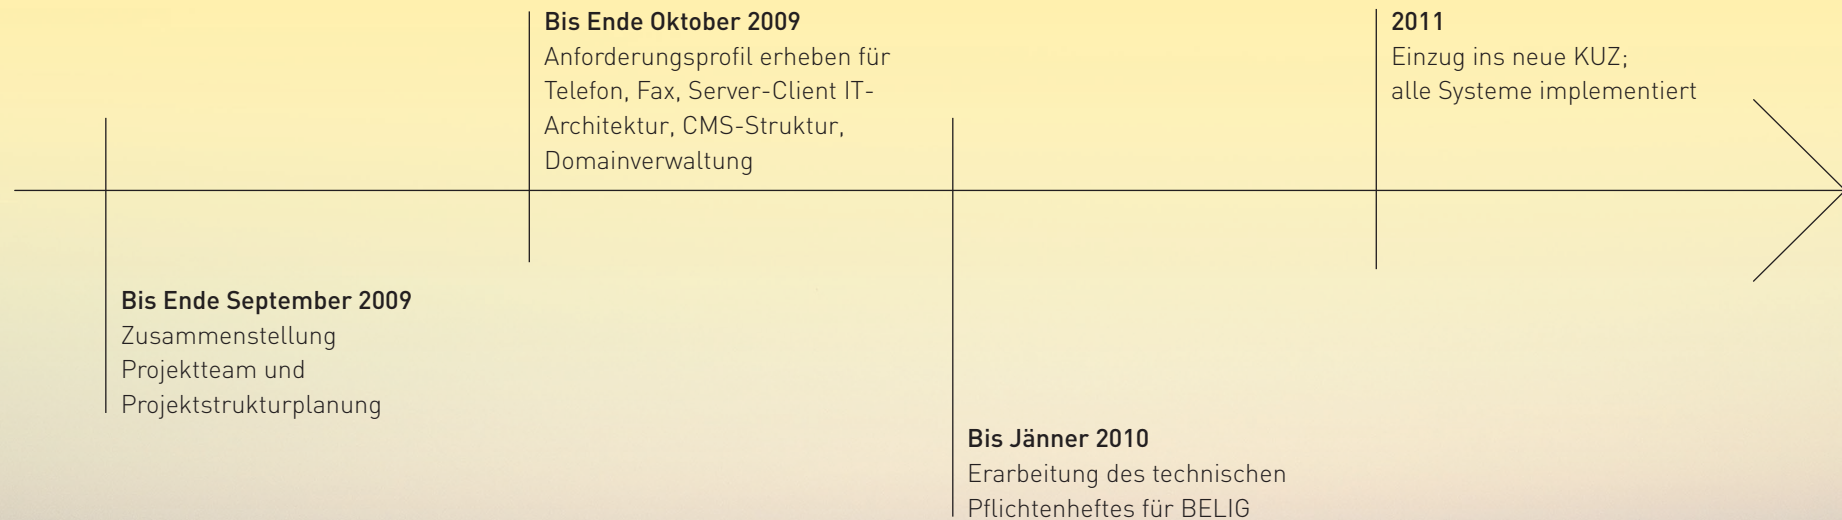 Bis Ende September 2009
Zusammenstellung
Projektteam und
Projektstrukturplanung
Bis Ende Oktober 2009
Anforderungsprofil erheben für
Telefon, Fax, Server-Client IT-
Architektur, CMS-Struktur,
Domainverwaltung
Bis Jänner 2010
Erarbeitung des technischen
Pflichtenheftes für BELIG
2011
Einzug ins neue KUZ;
alle Systeme implementiert